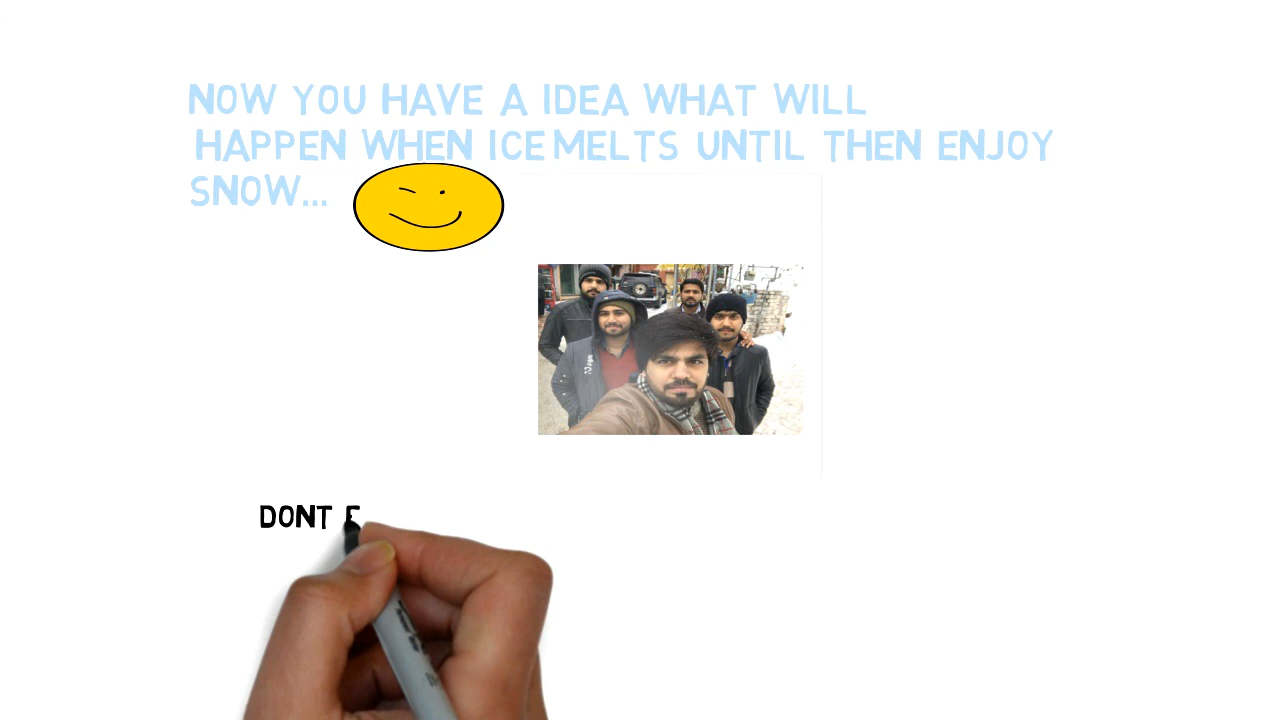 NOW YOU HAVE A IDEA WHAT WILL
HAPPEN WHEN ICE MELTS UNTIL THEN ENJOY
SNOW...
DONT F